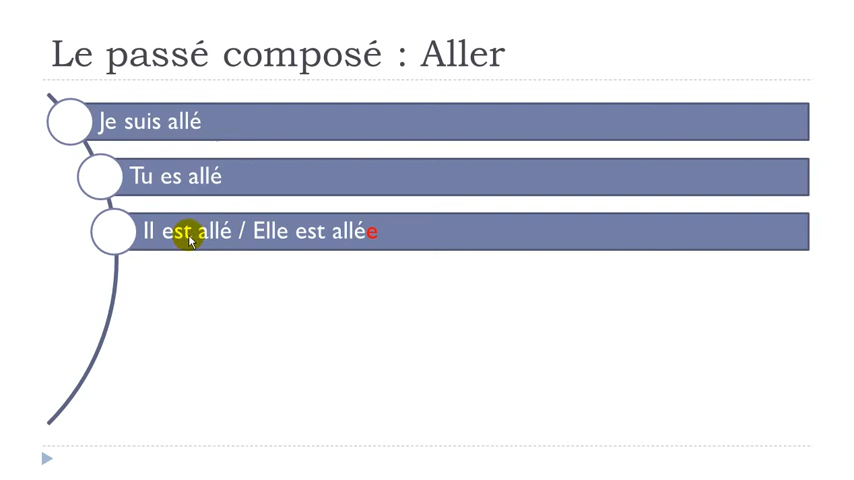 Le passé composé : Aller
Je suis allé
Tu es allé
Il est allé / Elle est allée